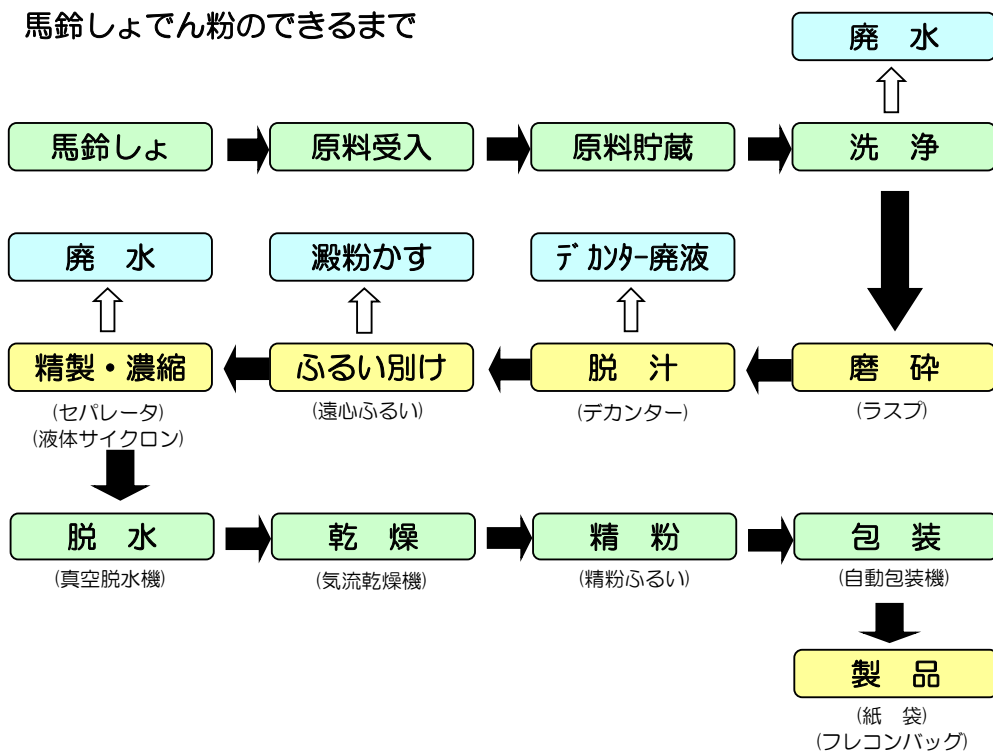 馬鈴しょでん粉のできるまで
廃　水
馬鈴しょ
原料受入
原料貯蔵
洗　浄
廃　水
澱粉かす
ﾃﾞｶﾝﾀｰ廃液
精製・濃縮
ふるい別け
脱　汁
磨　砕
(セパレータ)
(液体サイクロン)
(遠心ふるい)
(デカンター)
(ラスプ)
脱　水
乾　燥
精　粉
包　装
(真空脱水機)
(気流乾燥機)
(精粉ふるい)
(自動包装機)
製　品
(紙　袋)
(フレコンバッグ)